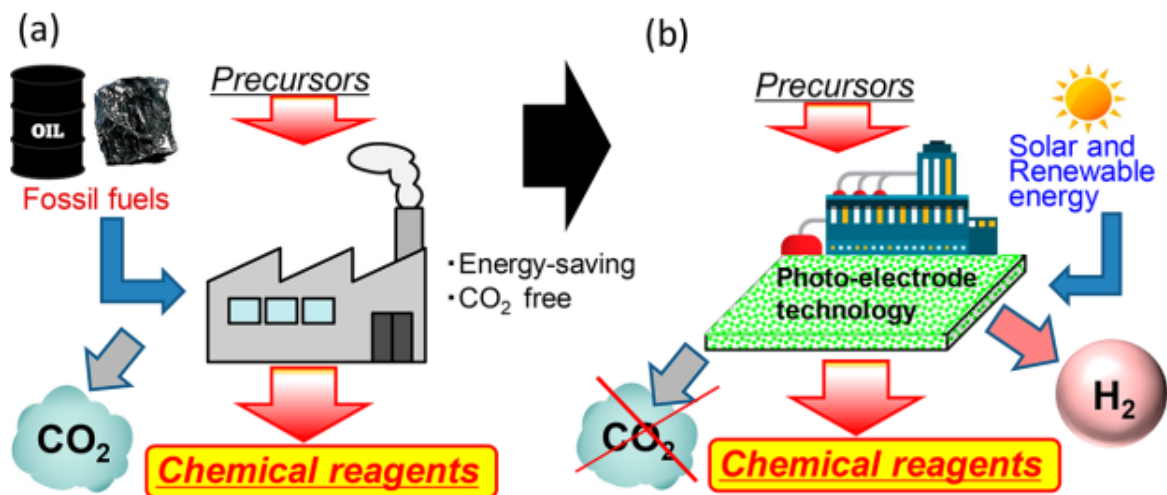 (a)
Precursors
OIL
Fossil fuels
・Energy-saving
・CO₂ free
CO₂
Chemical reagents
(b)
Precursors
Solar and
Renewable
energy
Photo-electrode
technology
CO₂
H₂
Chemical reagents